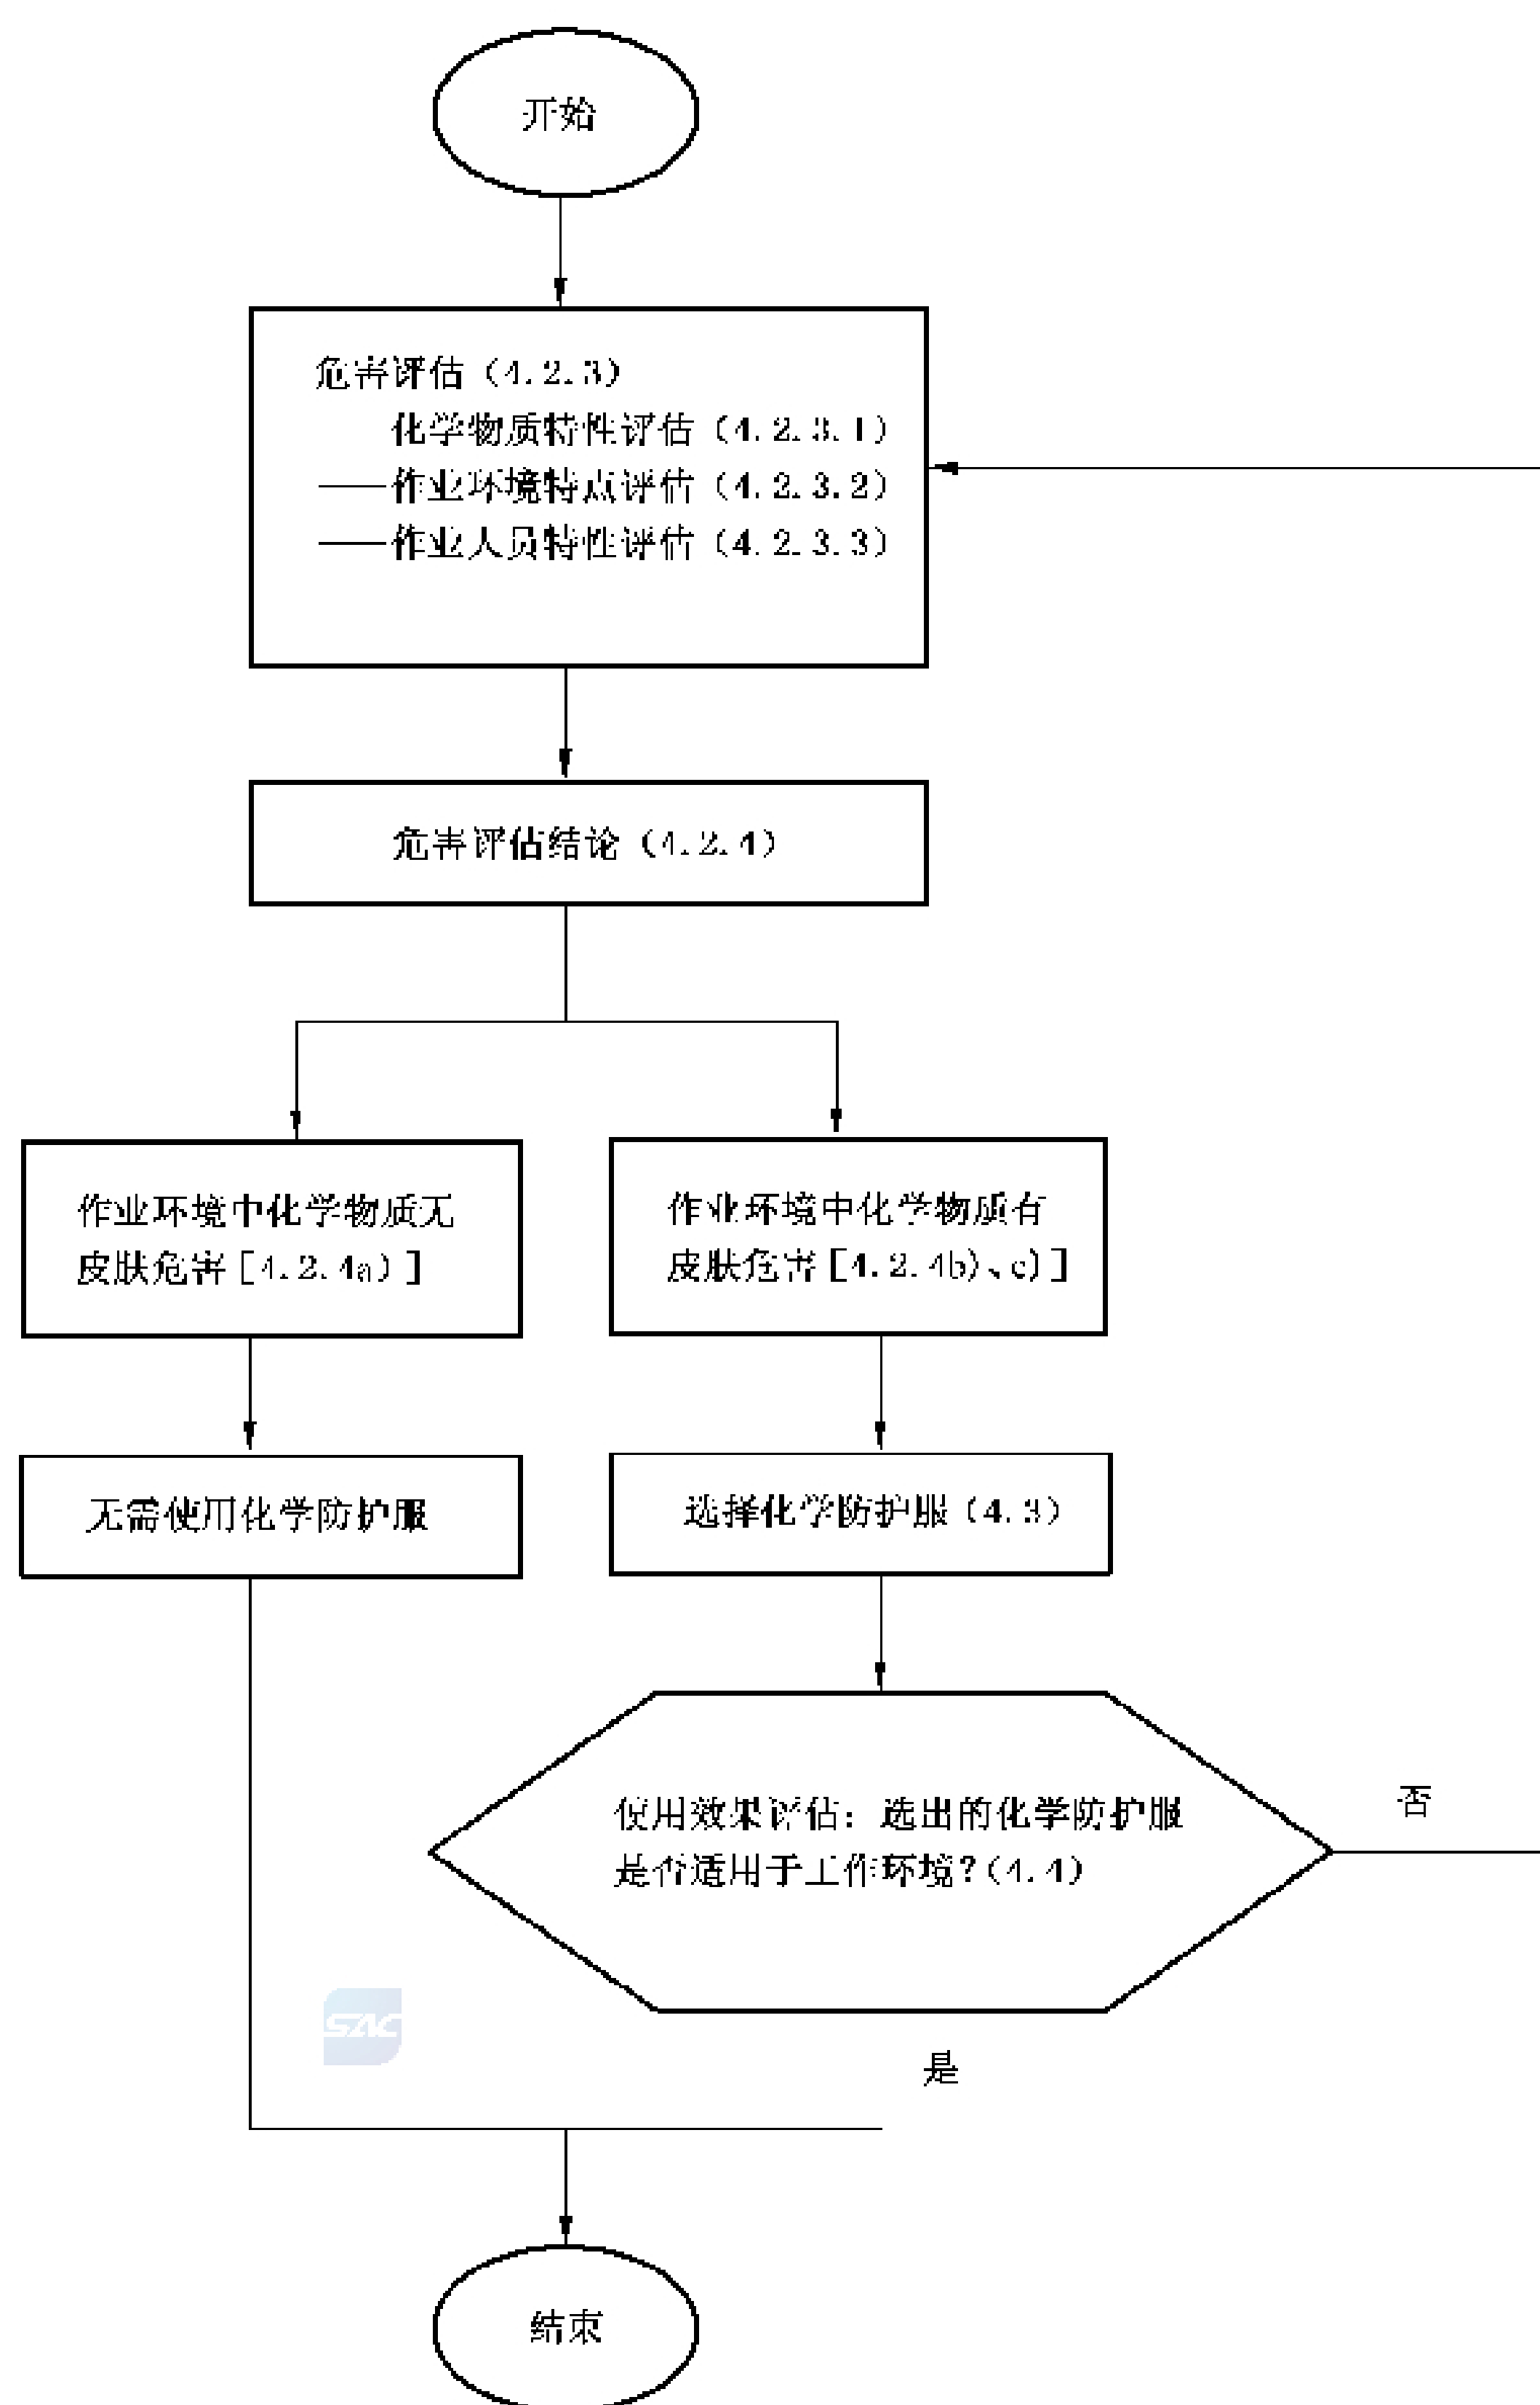 开始
危害评估（4.2.3）
化学物质特性评估（4.2.3.1）
——作业环境特点评估（4.2.3.2）
——作业人员特性评估（4.2.3.3）
危害评估结论（4.2.4）
作业环境中化学物质无
皮肤危害[4.2.4a)]
作业环境中化学物质有
皮肤危害[4.2.4b)、c)]
无需使用化学防护服
选择化学防护服（4.3）
使用效果评估：选出的化学防护服
是否适用于工作环境？（4.4）
否
SAC
是
结束